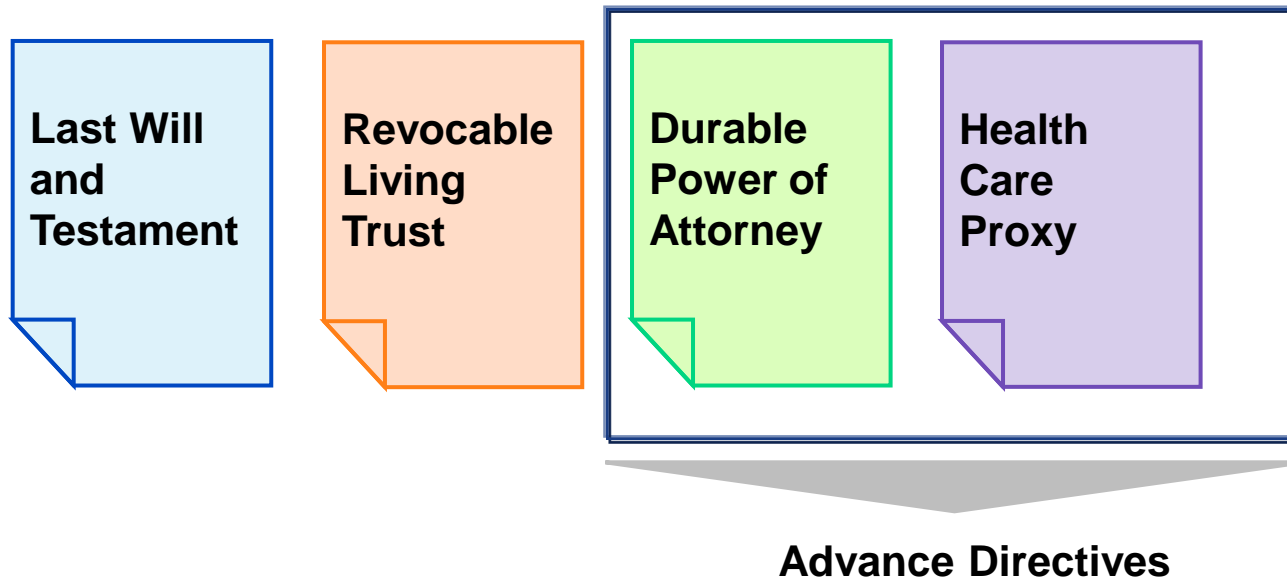 Last Will
and
Testament
Revocable
Living
Trust
Durable
Power of
Attorney
Health
Care
Proxy
Advance Directives